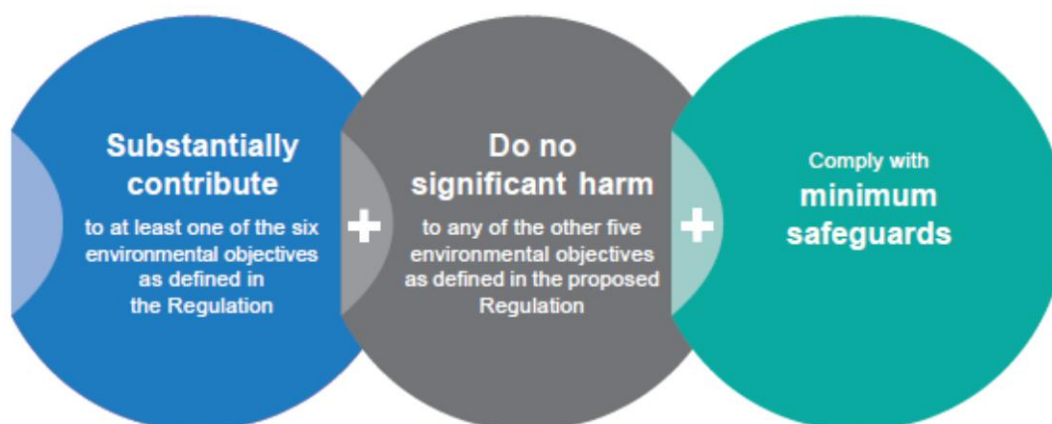 Substantially
contribute
to at least one of the six
environmental objectives
as defined in
the Regulation
+
Do no
significant harm
to any of the other five
environmental objectives
as defined in the proposed
Regulation
+
Comply with
minimum
safeguards